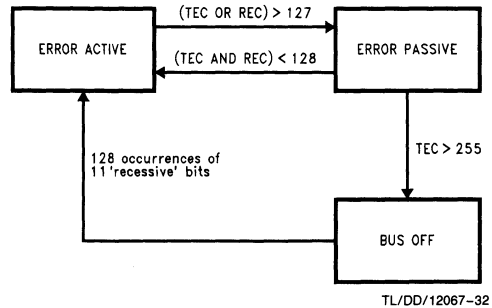 (TEC OR REC) > 127
ERROR ACTIVE
ERROR PASSIVE
(TEC AND REC) < 128
128 occurrences of
11 'recessive' bits
TEC > 255
BUS OFF
TL/DD/12067-32